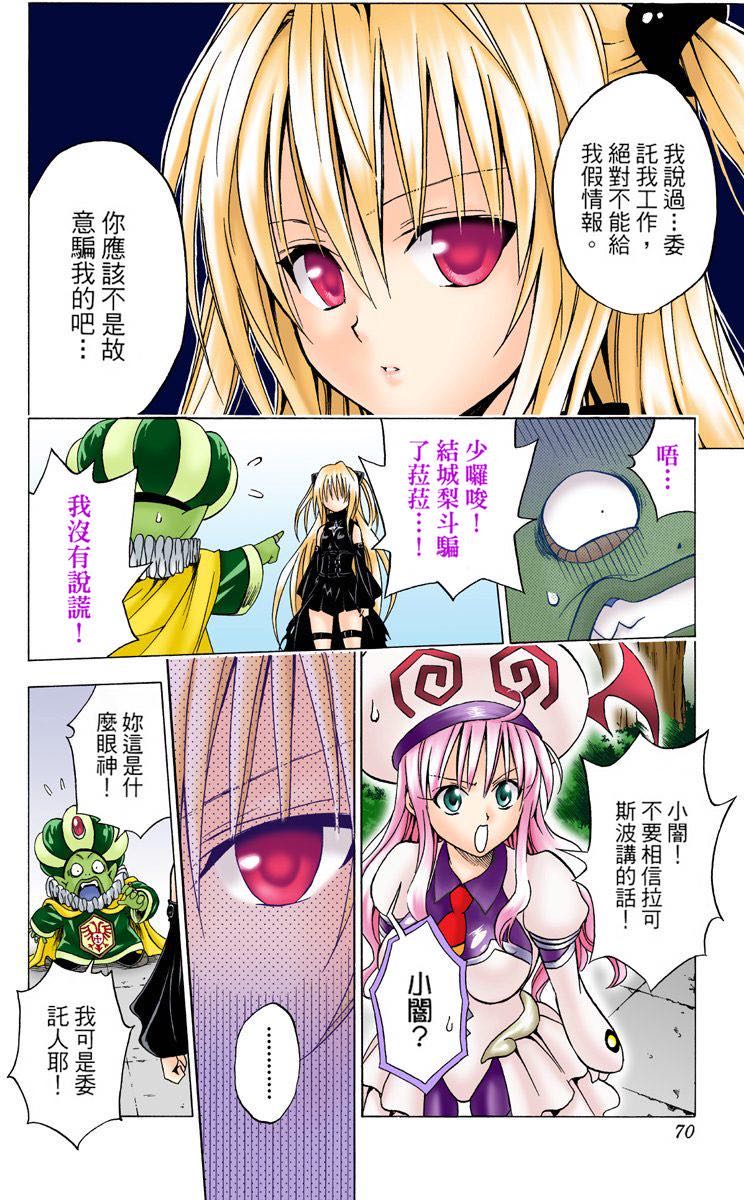 我說過…委
託我工作，
絕對不能給
我假情報。
你應該不是故
意騙我的吧…
唔…
少囉唆！
結城梨斗騙
了菈菈…！
我沒有說謊！
小闇！
不要相信拉可
斯波講的話！
小闇？
………
妳這是什
麼眼神！
我可是委
託人耶！
70